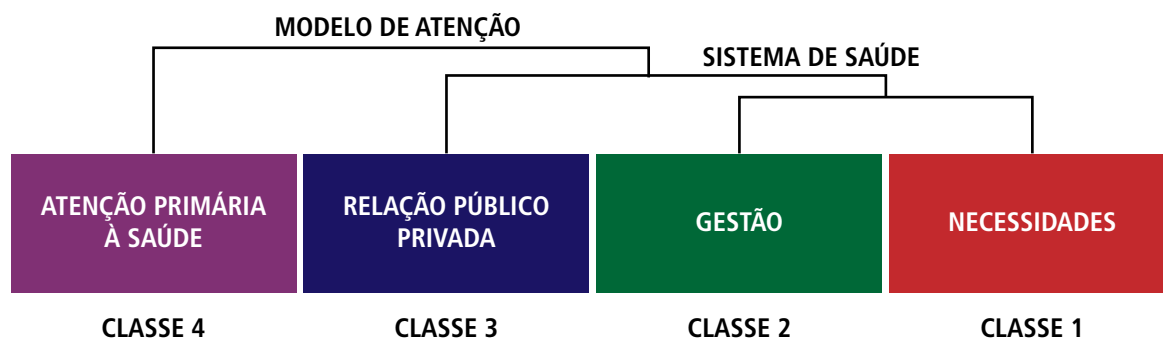 MODELO DE ATENÇÃO
SISTEMA DE SAÚDE
ATENÇÃO PRIMÁRIA
À SAÚDE
RELAÇÃO PÚBLICO
PRIVADA
GESTÃO
NECESSIDADES
CLASSE 4
CLASSE 3
CLASSE 2
CLASSE 1